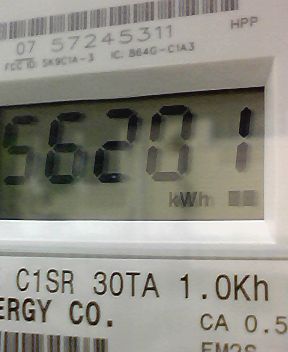 HPP
07 57245311
FCC ID: SK9C1A-3 IC: 864G-C1A3
56201
kWh
C1SR 30TA 1.0Kh
ERGY CO.
CA 0.5
EM2S